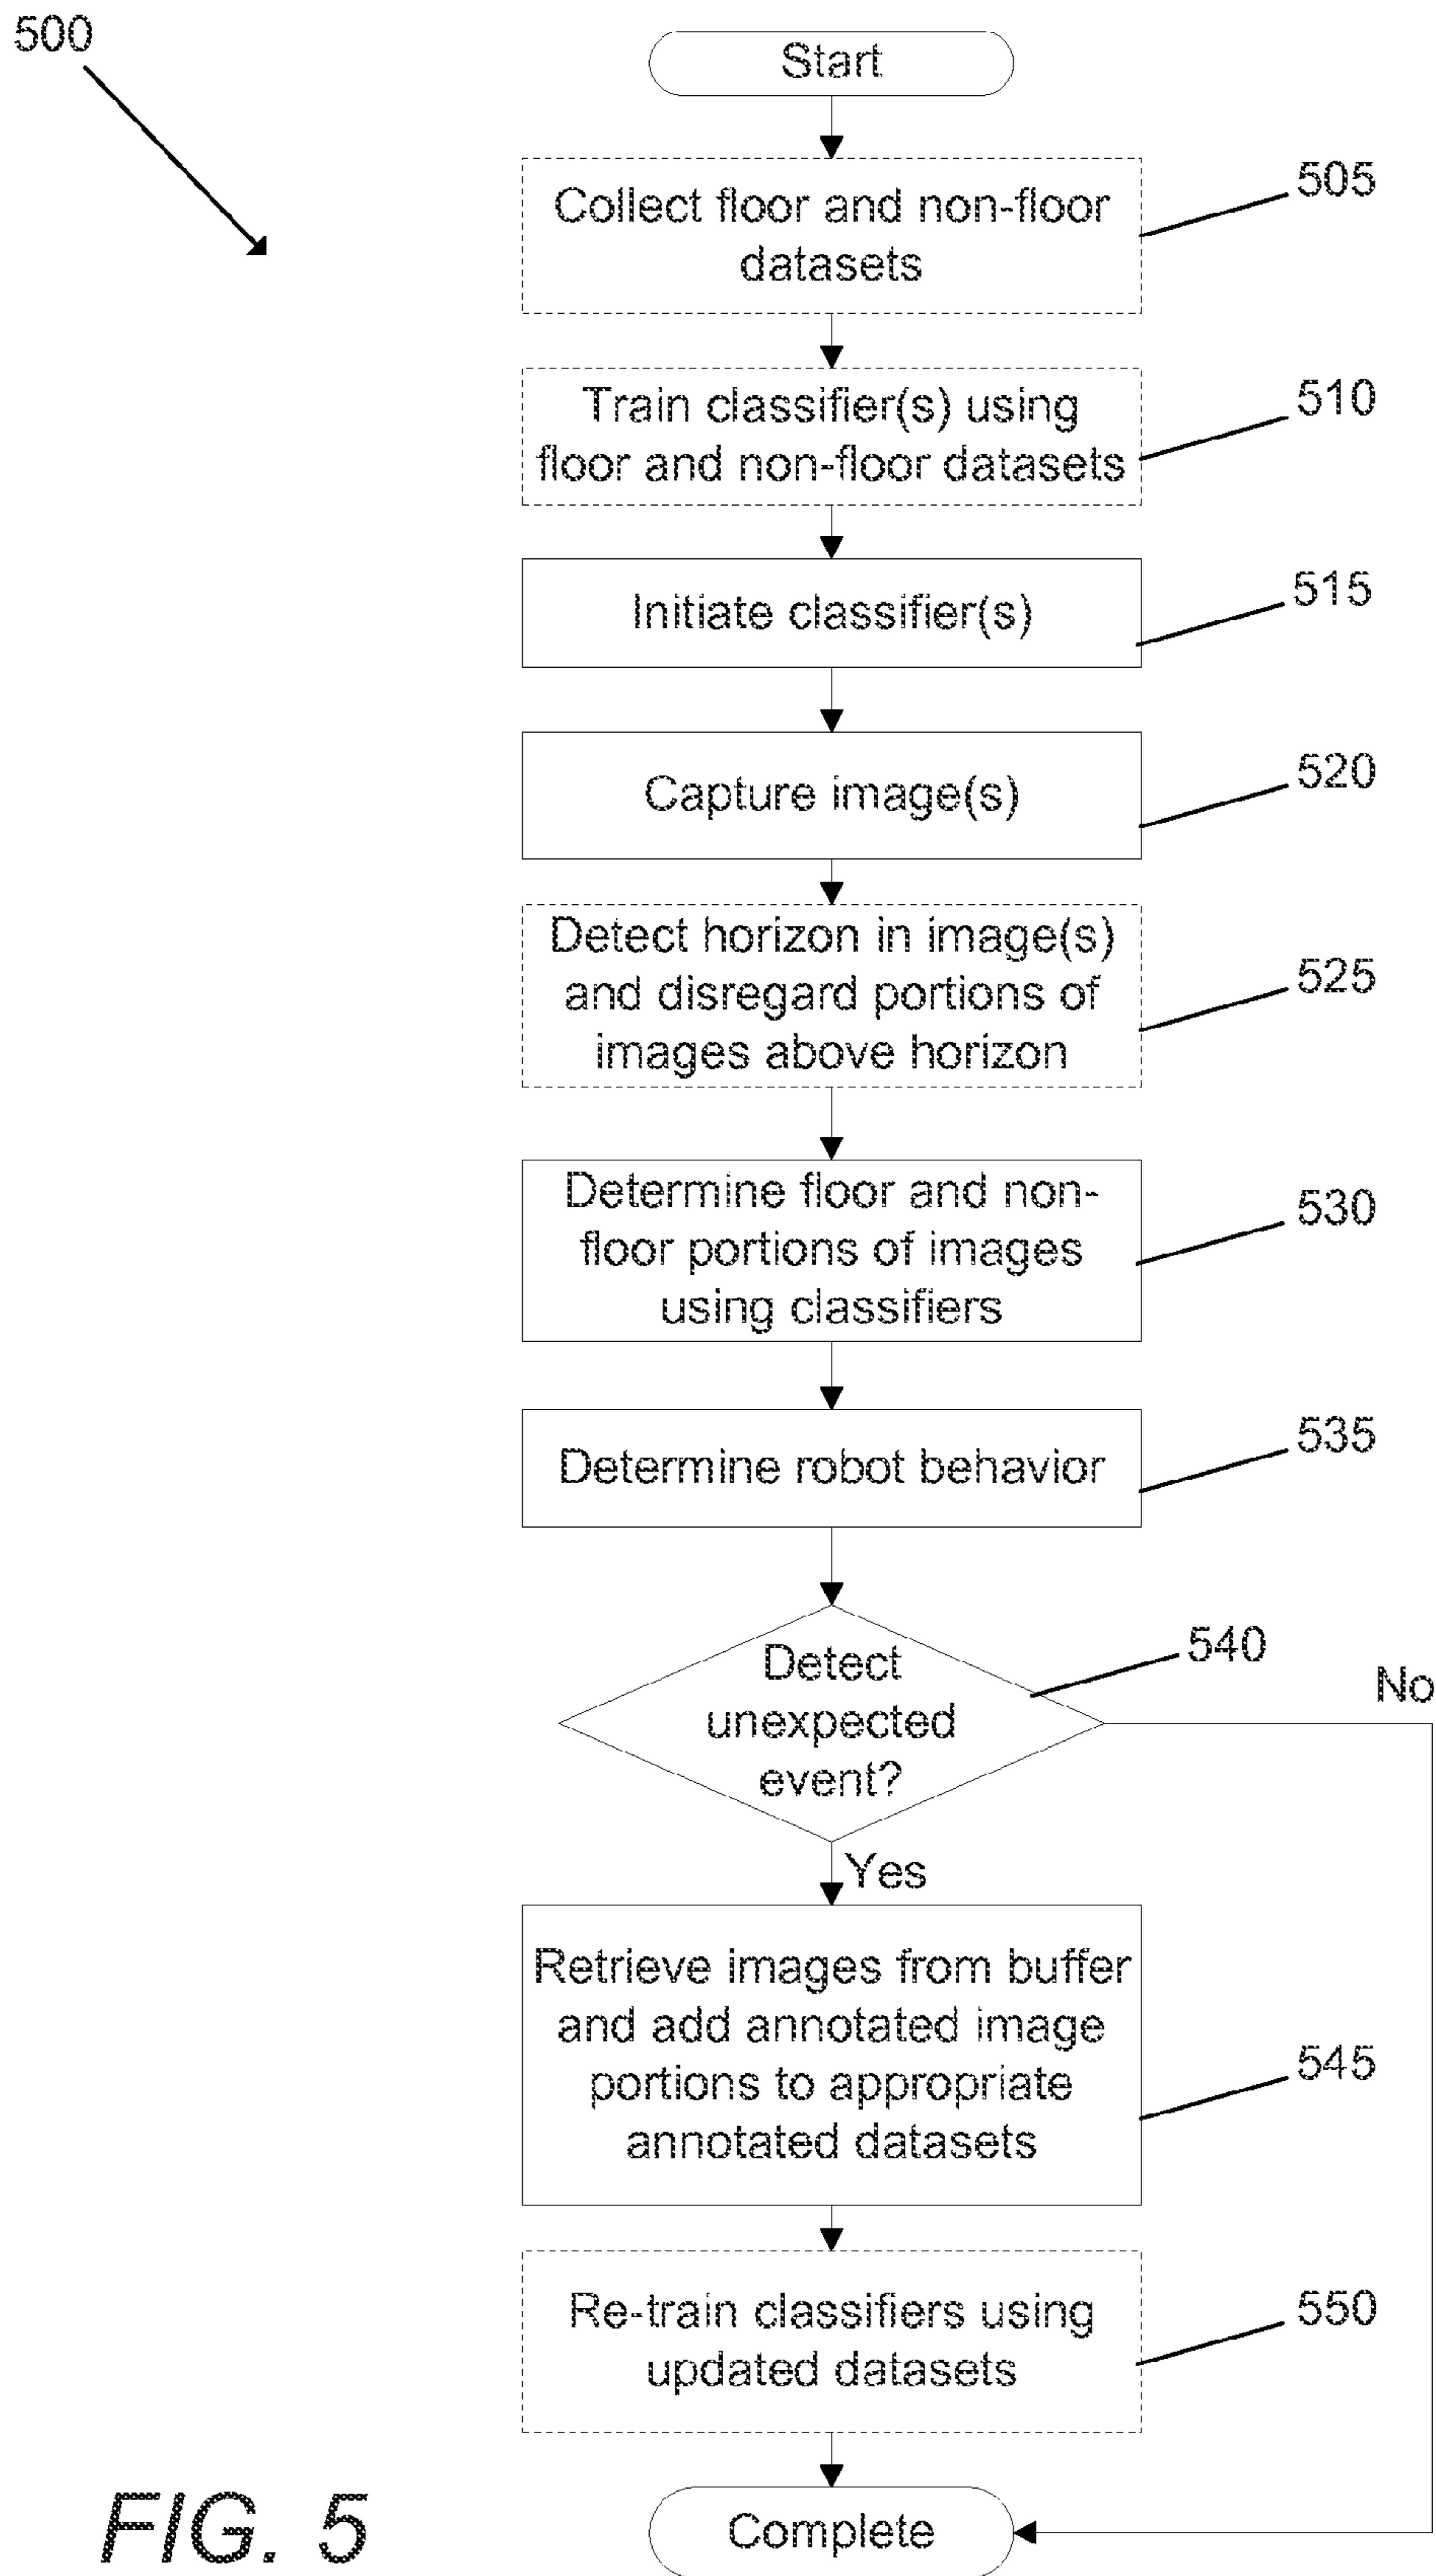 500
Start
Collect floor and non-floor
datasets
505
Train classifier(s) using
floor and non-floor datasets
510
Initiate classifier(s)
515
Capture image(s)
520
Detect horizon in image(s)
and disregard portions of
images above horizon
525
Determine floor and non-
floor portions of images
using classifiers
530
Determine robot behavior
535
Detect
unexpected
event?
540
No
Yes
Retrieve images from buffer
and add annotated image
portions to appropriate
annotated datasets
545
Re-train classifiers using
updated datasets
550
Complete
FIG. 5